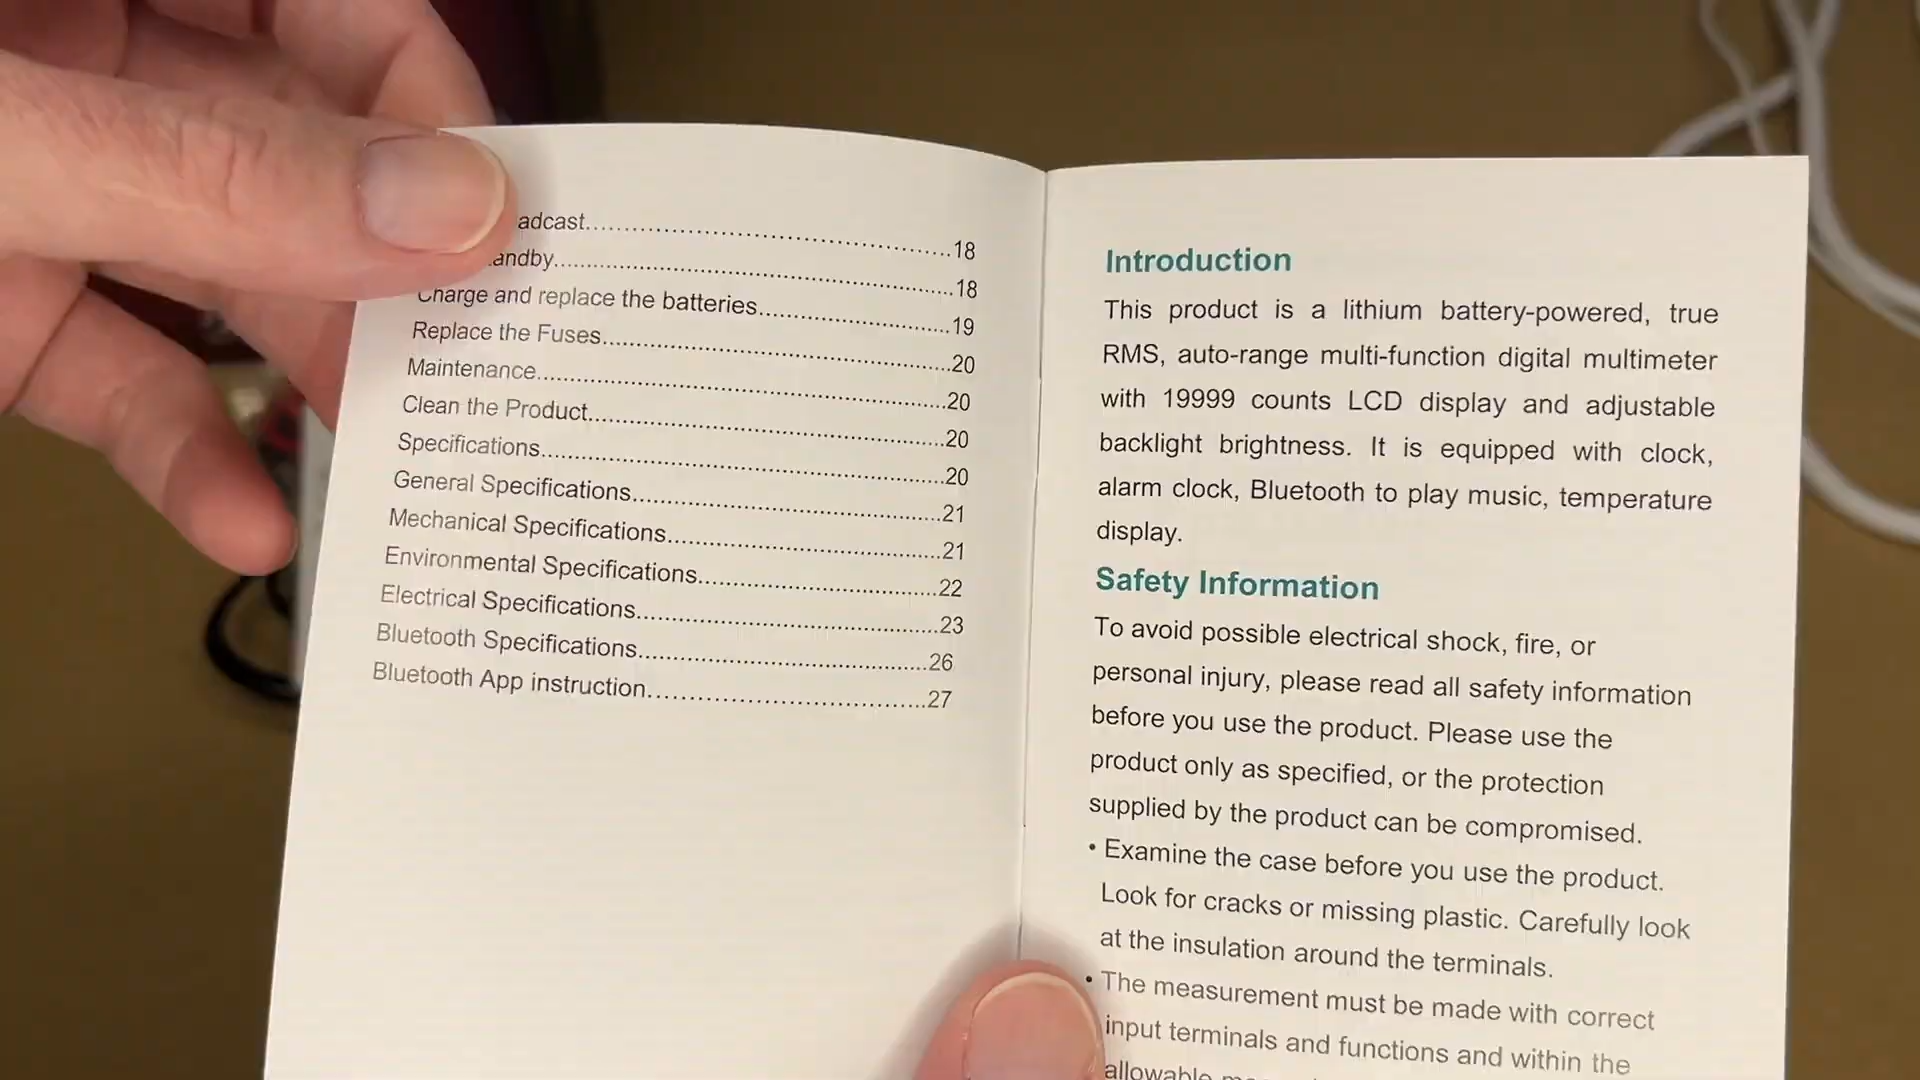 adcast..........18
andby..........18
Charge and replace the batteries..........19
Replace the Fuses..........20
Maintenance..........20
Clean the Product..........20
Specifications..........20
General Specifications..........21
Mechanical Specifications..........21
Environmental Specifications..........22
Electrical Specifications..........23
Bluetooth Specifications..........26
Bluetooth App instruction..........27
Introduction
This product is a lithium battery-powered, true
RMS, auto-range multi-function digital multimeter
with 19999 counts LCD display and adjustable
backlight brightness. It is equipped with clock,
alarm clock, Bluetooth to play music, temperature
display.
Safety Information
To avoid possible electrical shock, fire, or
personal injury, please read all safety information
before you use the product. Please use the
product only as specified, or the protection
supplied by the product can be compromised.
• Examine the case before you use the product.
Look for cracks or missing plastic. Carefully look
at the insulation around the terminals.
• The measurement must be made with correct
input terminals and functions and within the
allowable